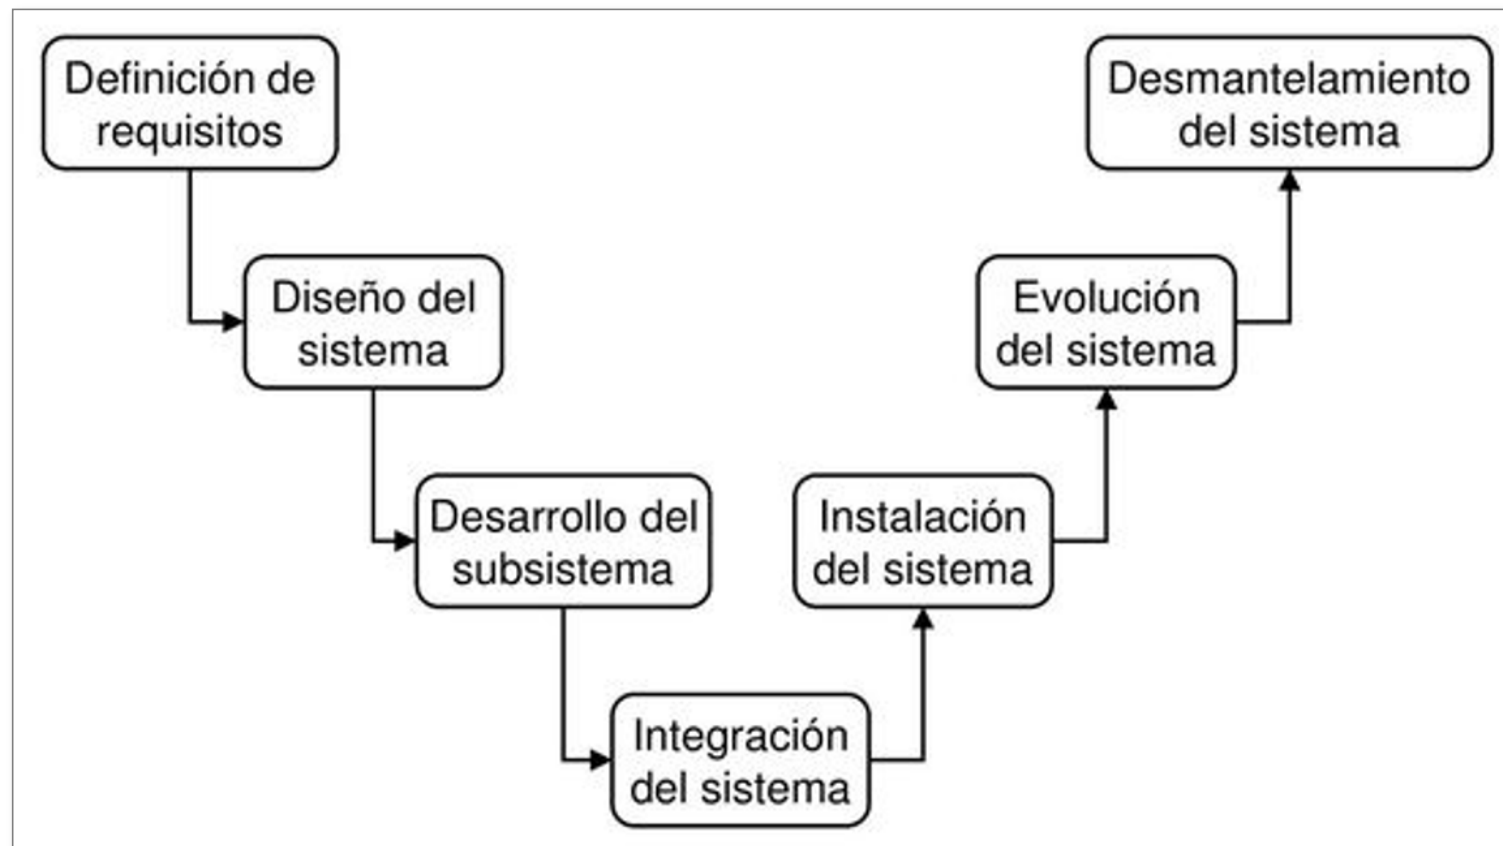 Definición de
requisitos
Desmantelamiento
del sistema
Diseño del
sistema
Evolución
del sistema
Desarrollo del
subsistema
Instalación
del sistema
Integración
del sistema